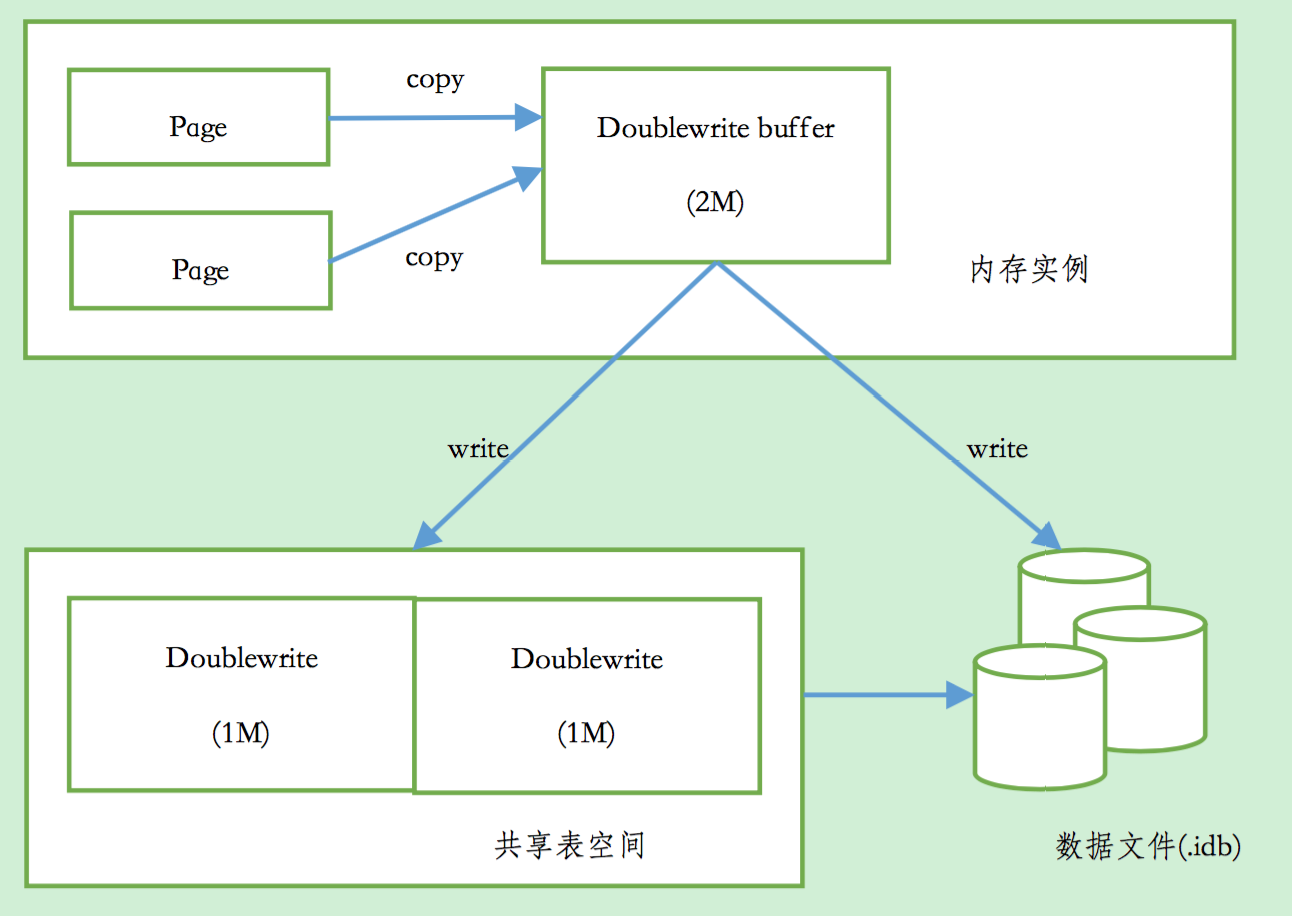 copy
Page
Doublewrite buffer
(2M)
Page
copy
内存实例
write
write
Doublewrite
(1M)
Doublewrite
(1M)
共享表空间
数据文件(.idb)